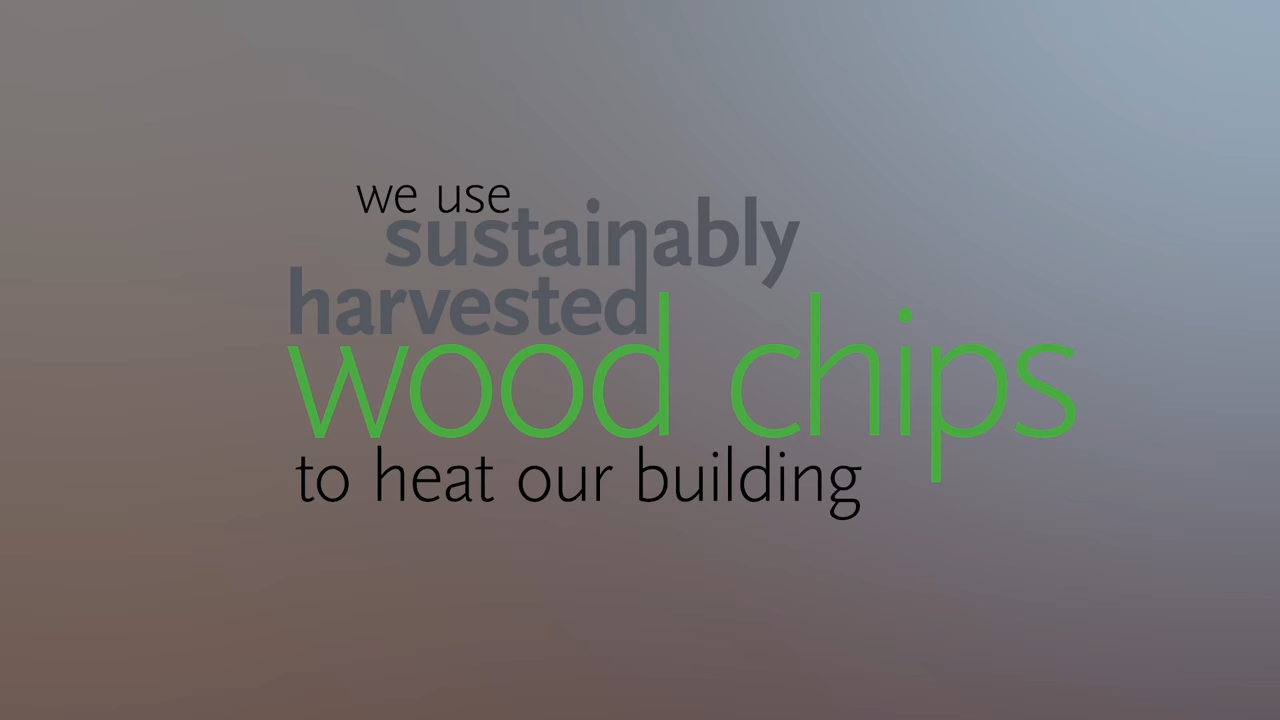 we use
sustainably
harvested
wood chips
to heat our building